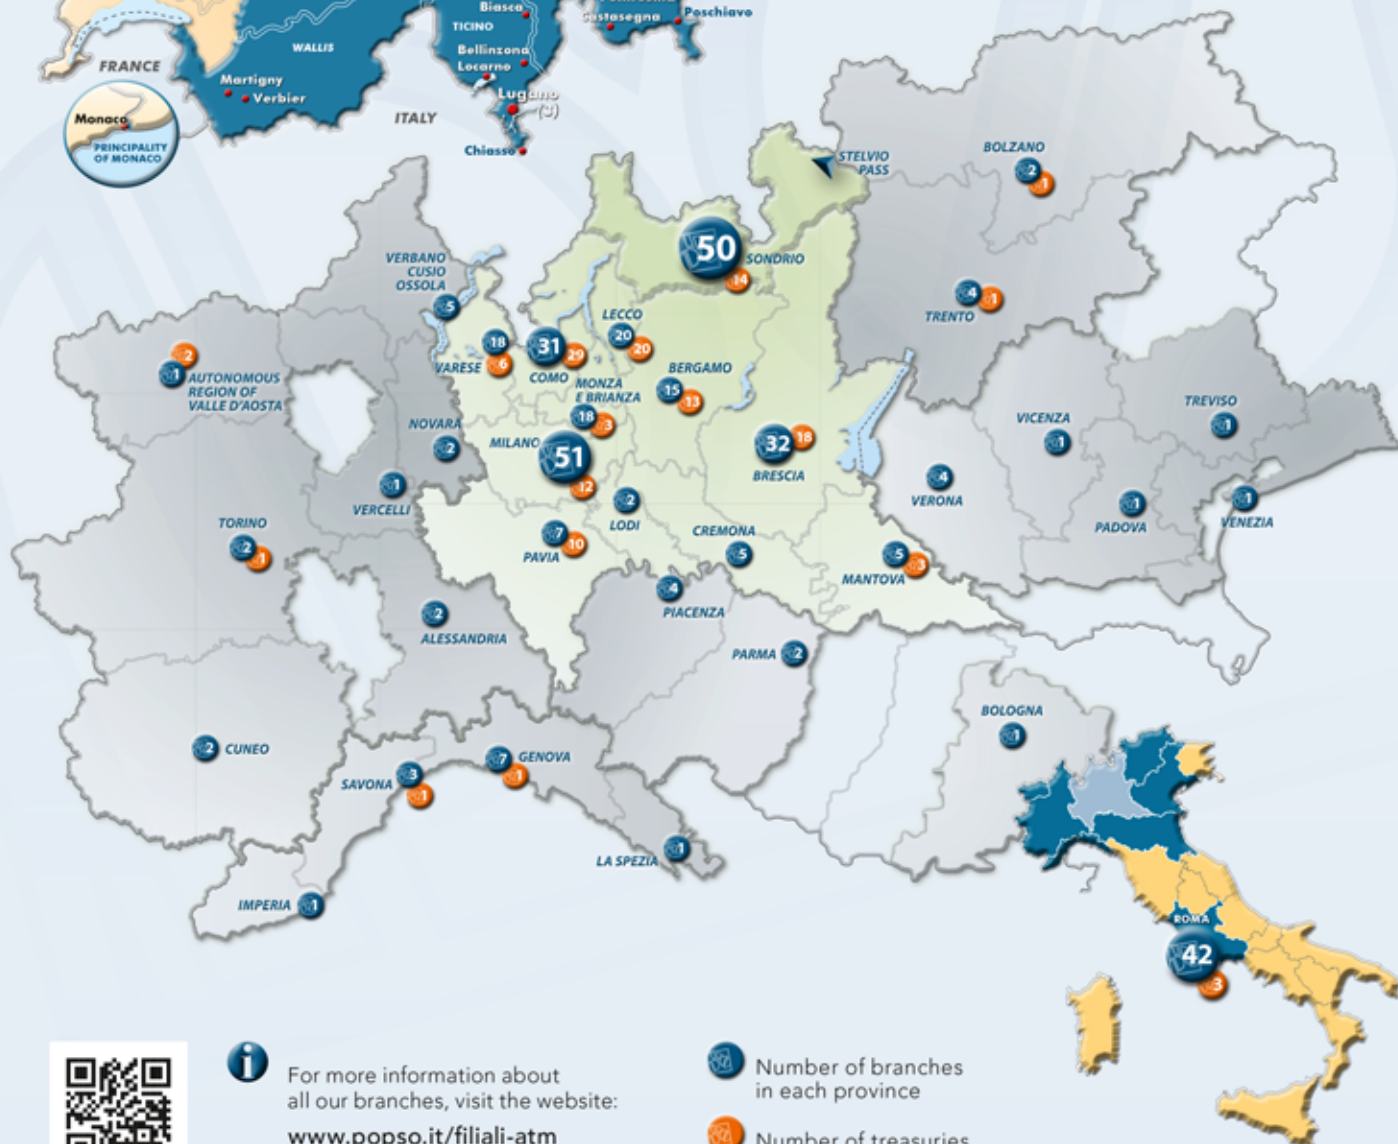 Biasca
Poschiavo
Castasegna
TICINO
WALLIS
Bellinzona
Locarno
FRANCE
Martigny
Verbier
Lugano
(3)
Monaco
PRINCIPALITY
OF MONACO
ITALY
Chiasso
STELVIO
PASS
BOLZANO
2
1
50
SONDRIO
14
VERBANO
CUSIO
OSSOLA
5
4
1
TRENTO
LECCO
20
20
18
6
VARESE
31
29
COMO
2
1
AUTONOMOUS
REGION OF
VALLE D'AOSTA
BERGAMO
15
13
MONZA
E BRIANZA
18
3
NOVARA
2
MILANO
51
12
32
18
BRESCIA
VICENZA
1
TREVISO
1
1
VERCELLI
2
LODI
4
VERONA
1
PADOVA
1
VENEZIA
TORINO
2
1
7
10
PAVIA
CREMONA
5
5
3
MANTOVA
4
PIACENZA
2
ALESSANDRIA
PARMA
2
BOLOGNA
1
2
CUNEO
7
GENOVA
1
SAVONA
3
1
LA SPEZIA
1
IMPERIA
1
ROMA
42
3
i
For more information about
all our branches, visit the website:
www.popso.it/filiali-atm
Number of branches
in each province
Number of treasuries